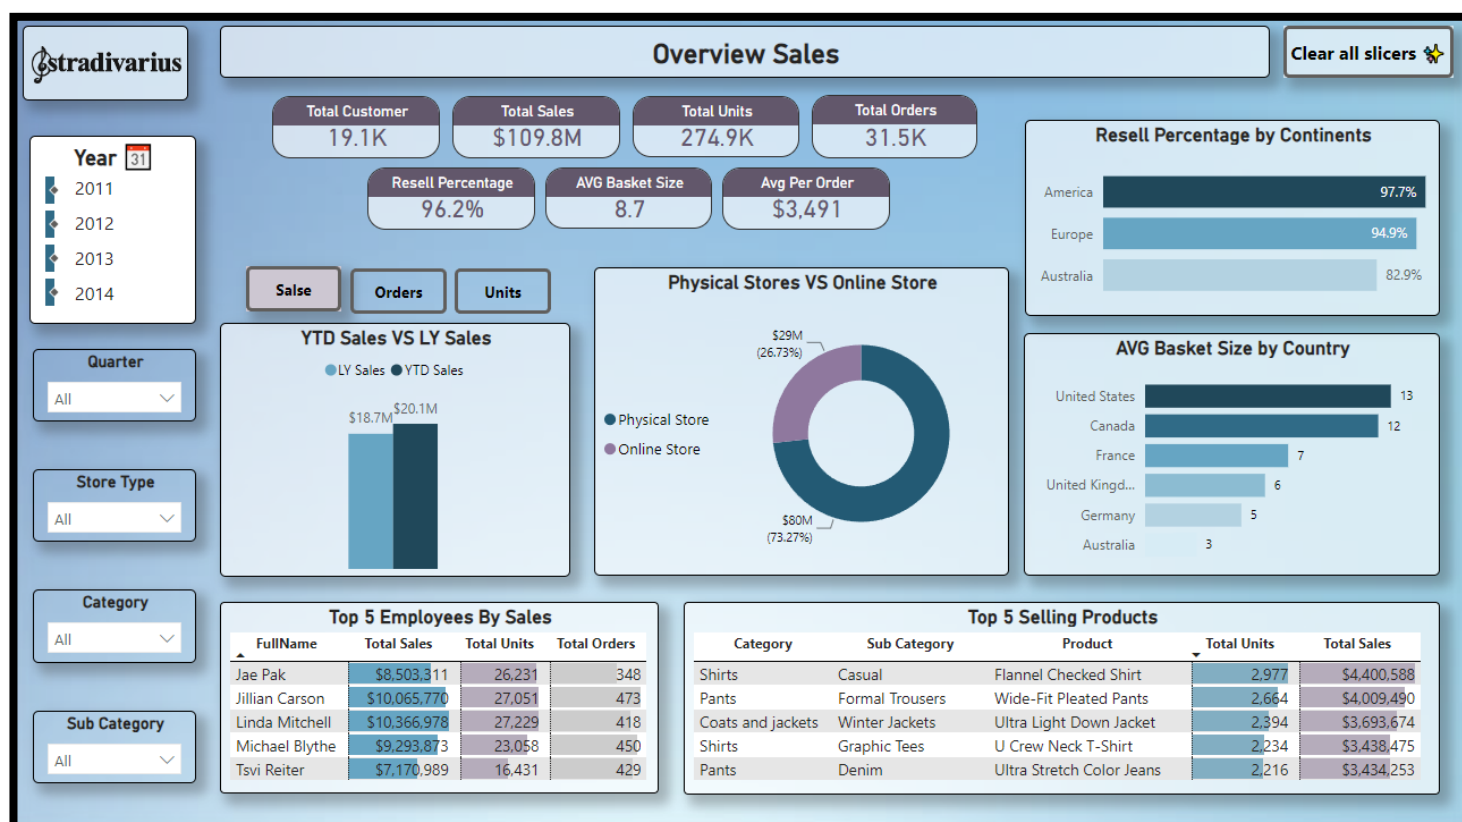 stradivarius
Overview Sales
Clear all slicers
Total Customer
19.1K
Total Sales
$109.8M
Total Units
274.9K
Total Orders
31.5K
Resell Percentage
96.2%
AVG Basket Size
8.7
Avg Per Order
$3,491
Year 31
2011
2012
2013
2014
Quarter
All
Store Type
All
Category
All
Sub Category
All
Salse
Orders
Units
YTD Sales VS LY Sales
LY Sales YTD Sales
$18.7M $20.1M
Physical Stores VS Online Store
$29M
(26.73%)
Physical Store
Online Store
$80M
(73.27%)
Resell Percentage by Continents
America 97.7%
Europe 94.9%
Australia 82.9%
AVG Basket Size by Country
United States 13
Canada 12
France 7
United Kingd... 6
Germany 5
Australia 3
Top 5 Employees By Sales
FullName Total Sales Total Units Total Orders
Jae Pak $8,503,311 26,231 348
Jillian Carson $10,065,770 27,051 473
Linda Mitchell $10,366,978 27,229 418
Michael Blythe $9,293,873 23,058 450
Tsvi Reiter $7,170,989 16,431 429
Top 5 Selling Products
Category Sub Category Product Total Units Total Sales
Shirts Casual Flannel Checked Shirt 2,977 $4,400,588
Pants Formal Trousers Wide-Fit Pleated Pants 2,664 $4,009,490
Coats and jackets Winter Jackets Ultra Light Down Jacket 2,394 $3,693,674
Shirts Graphic Tees U Crew Neck T-Shirt 2,234 $3,438,475
Pants Denim Ultra Stretch Color Jeans 2,216 $3,434,253